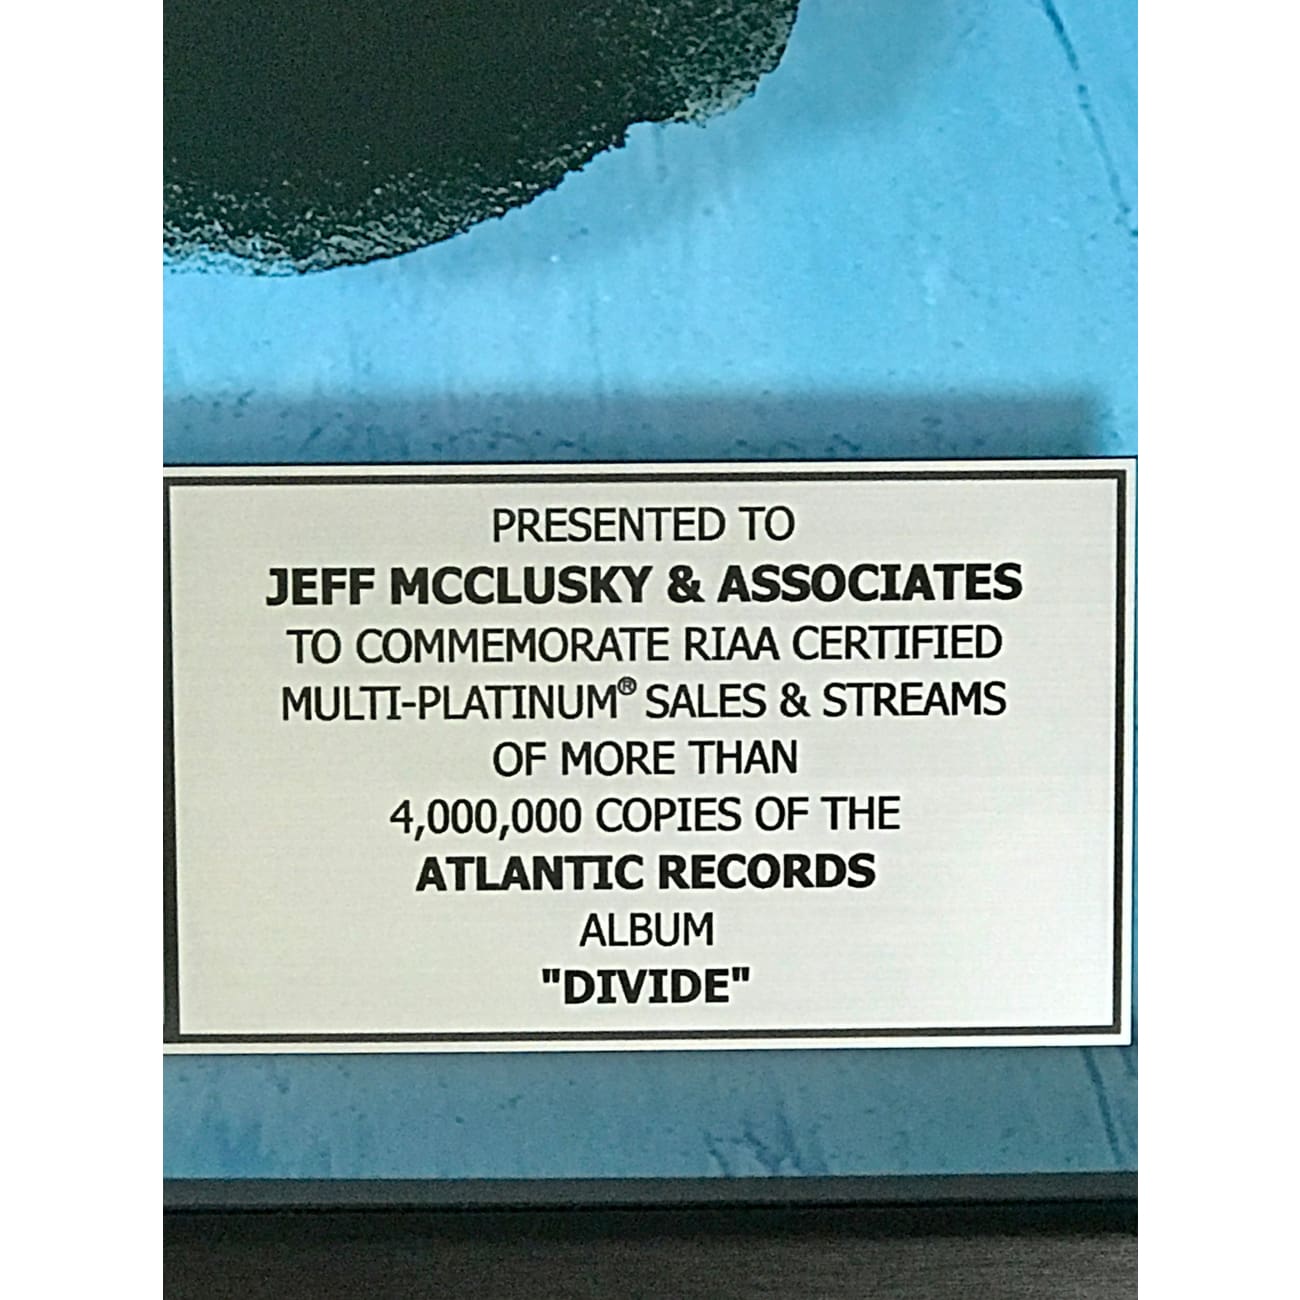 PRESENTED TO
JEFF MCCLUSKY & ASSOCIATES
TO COMMEMORATE RIAA CERTIFIED
MULTI-PLATINUM® SALES & STREAMS
OF MORE THAN
4,000,000 COPIES OF THE
ATLANTIC RECORDS
ALBUM
"DIVIDE"